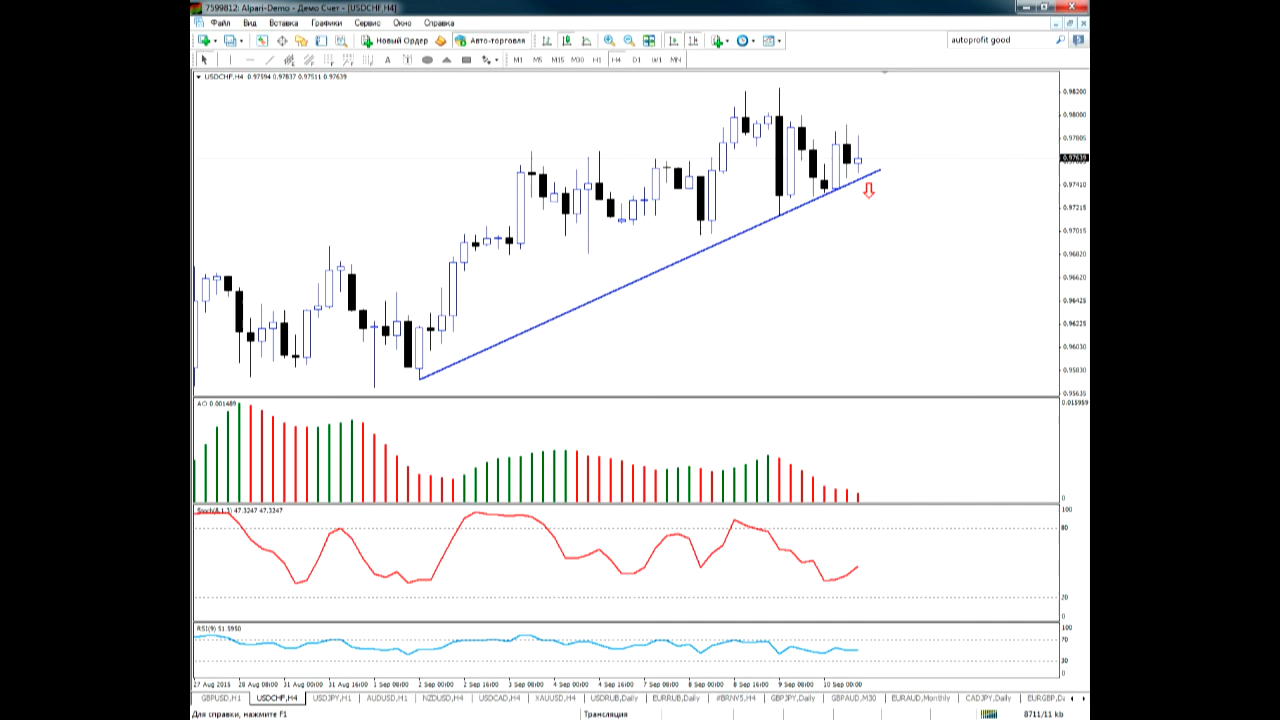 7599812: Alpari-Demo - Демо Счет - [USDCHF,H4]
Файл Вид Вставка Графики Сервис Окно Справка
Новый Ордер Авто-торговля autoprofit good
A T M1 M5 M15 M30 H1 H4 D1 W1 MN
USDCHF,H4 0.97594 0.97837 0.97511 0.97639
0.98200
0.98000
0.97805
0.97639
0.97410
0.97215
0.97015
0.96820
0.96620
0.96425
0.96225
0.96030
0.95830
0.95635
AO 0.001489 0.015959
0
Stoch(8,1,3) 47.3247 47.3247 100
80
20
0
RSI(9) 51.5950 100
70
30
27 Aug 2015 28 Aug 08:00 31 Aug 00:00 31 Aug 16:00 1 Sep 08:00 2 Sep 00:00 2 Sep 16:00 3 Sep 08:00 4 Sep 00:00 4 Sep 16:00 7 Sep 08:00 8 Sep 00:00 8 Sep 16:00 9 Sep 08:00 10 Sep 00:00
GBPUSD,H1 USDCHF,H4 USDJPY,H1 AUDUSD,H1 NZDUSD,H4 USDCAD,H4 XAUUSD,H4 USDRUB,Daily EURRUB,Daily #BRNV5,H4 GBPJPY,Daily GBPAUD,M30 EURAUD,Monthly CADJPY,Daily EURGBP,Da
Для справки, нажмите F1 Трансляция 8711/11 kb